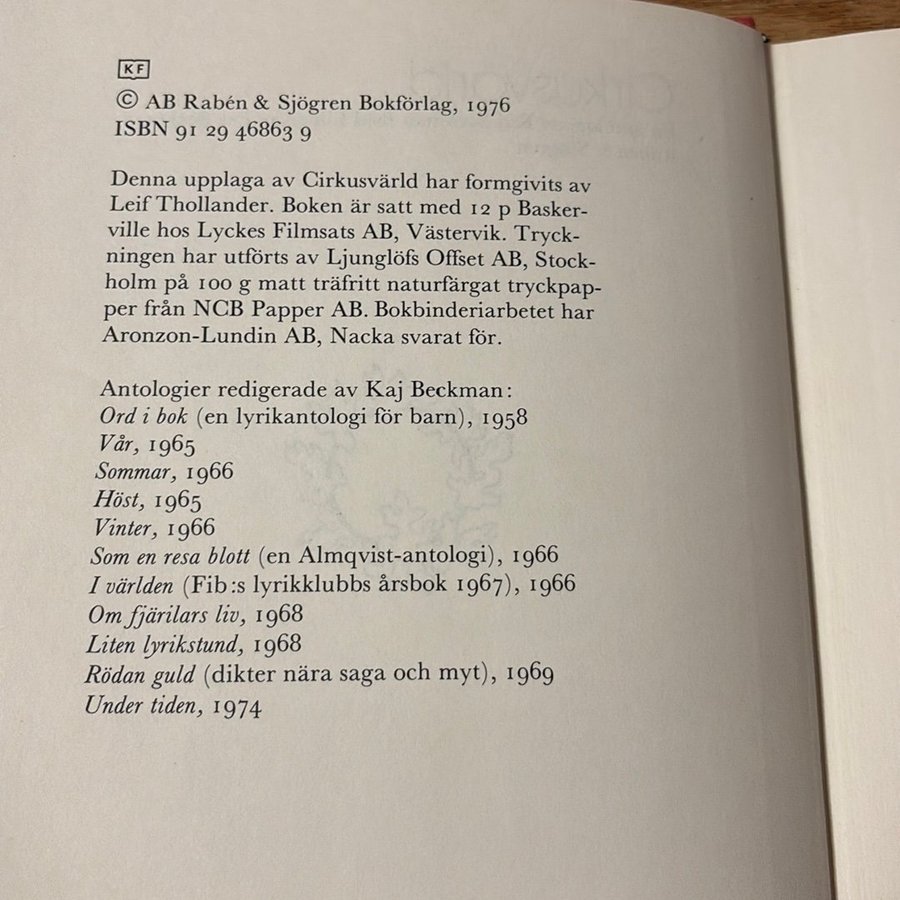 KF
© AB Rabén & Sjögren Bokförlag, 1976
ISBN 91 29 46863 9
Denna upplaga av Cirkusvärld har formgivits av
Leif Thollander. Boken är satt med 12 p Basker-
ville hos Lyckes Filmsats AB, Västervik. Tryck-
ningen har utförts av Ljunglöfs Offset AB, Stock-
holm på 100 g matt träfritt naturfärgat tryckpap-
per från NCB Papper AB. Bokbinderiarbetet har
Aronzon-Lundin AB, Nacka svarat för.
Antologier redigerade av Kaj Beckman:
Ord i bok (en lyrikantologi för barn), 1958
Vår, 1965
Sommar, 1966
Höst, 1965
Vinter, 1966
Som en resa blott (en Almqvist-antologi), 1966
I världen (Fib:s lyrikklubbs årsbok 1967), 1966
Om fjärilars liv, 1968
Liten lyrikstund, 1968
Rödan guld (dikter nära saga och myt), 1969
Under tiden, 1974